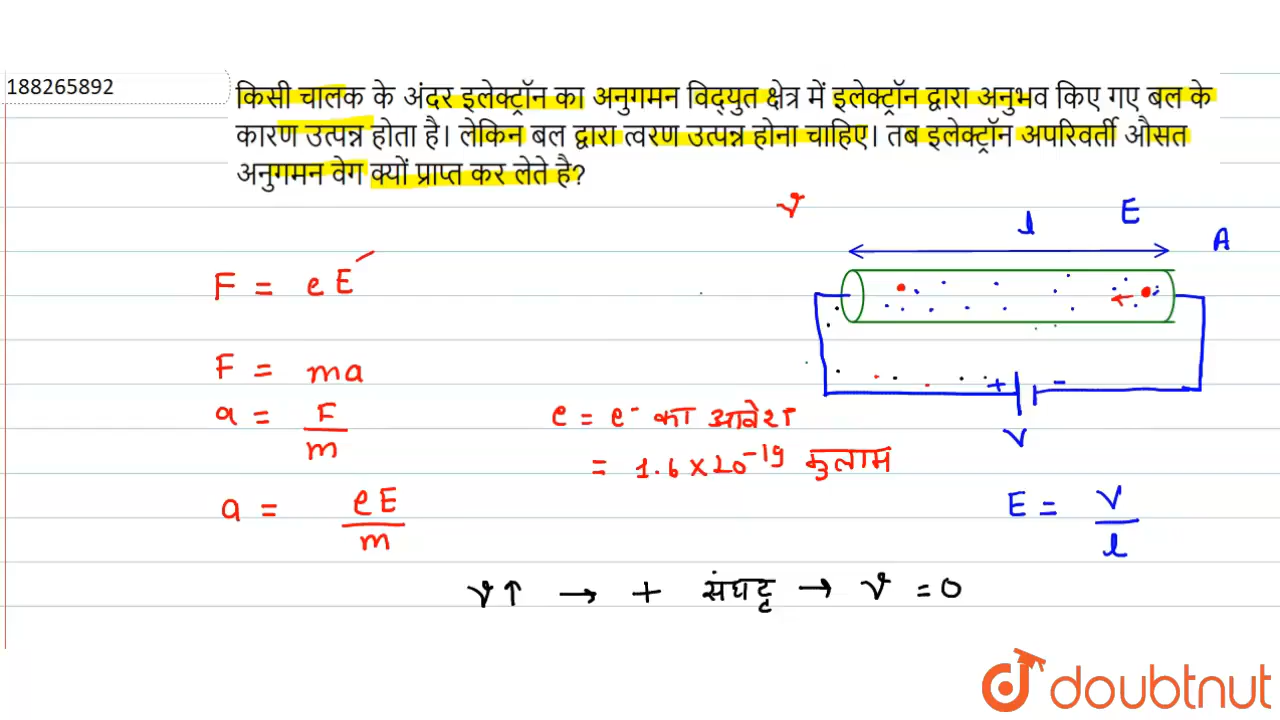 188265892
किसी चालक के अंदर इलेक्ट्रॉन का अनुगमन विद्युत क्षेत्र में इलेक्ट्रॉन द्वारा अनुभव किए गए बल के
कारण उत्पन्न होता है। लेकिन बल द्वारा त्वरण उत्पन्न होना चाहिए। तब इलेक्ट्रॉन अपरिवर्ती औसत
अनुगमन वेग क्यों प्राप्त कर लेते है?
v
l
E
A
F = eE
F = ma
a = F/m
a = eE/m
e = e⁻ का आवेश
= 1.6 × 10⁻¹⁹ कुलाम
+ −
V
E = V/l
v↑ → + संघट्ट → v = 0
doubtnut